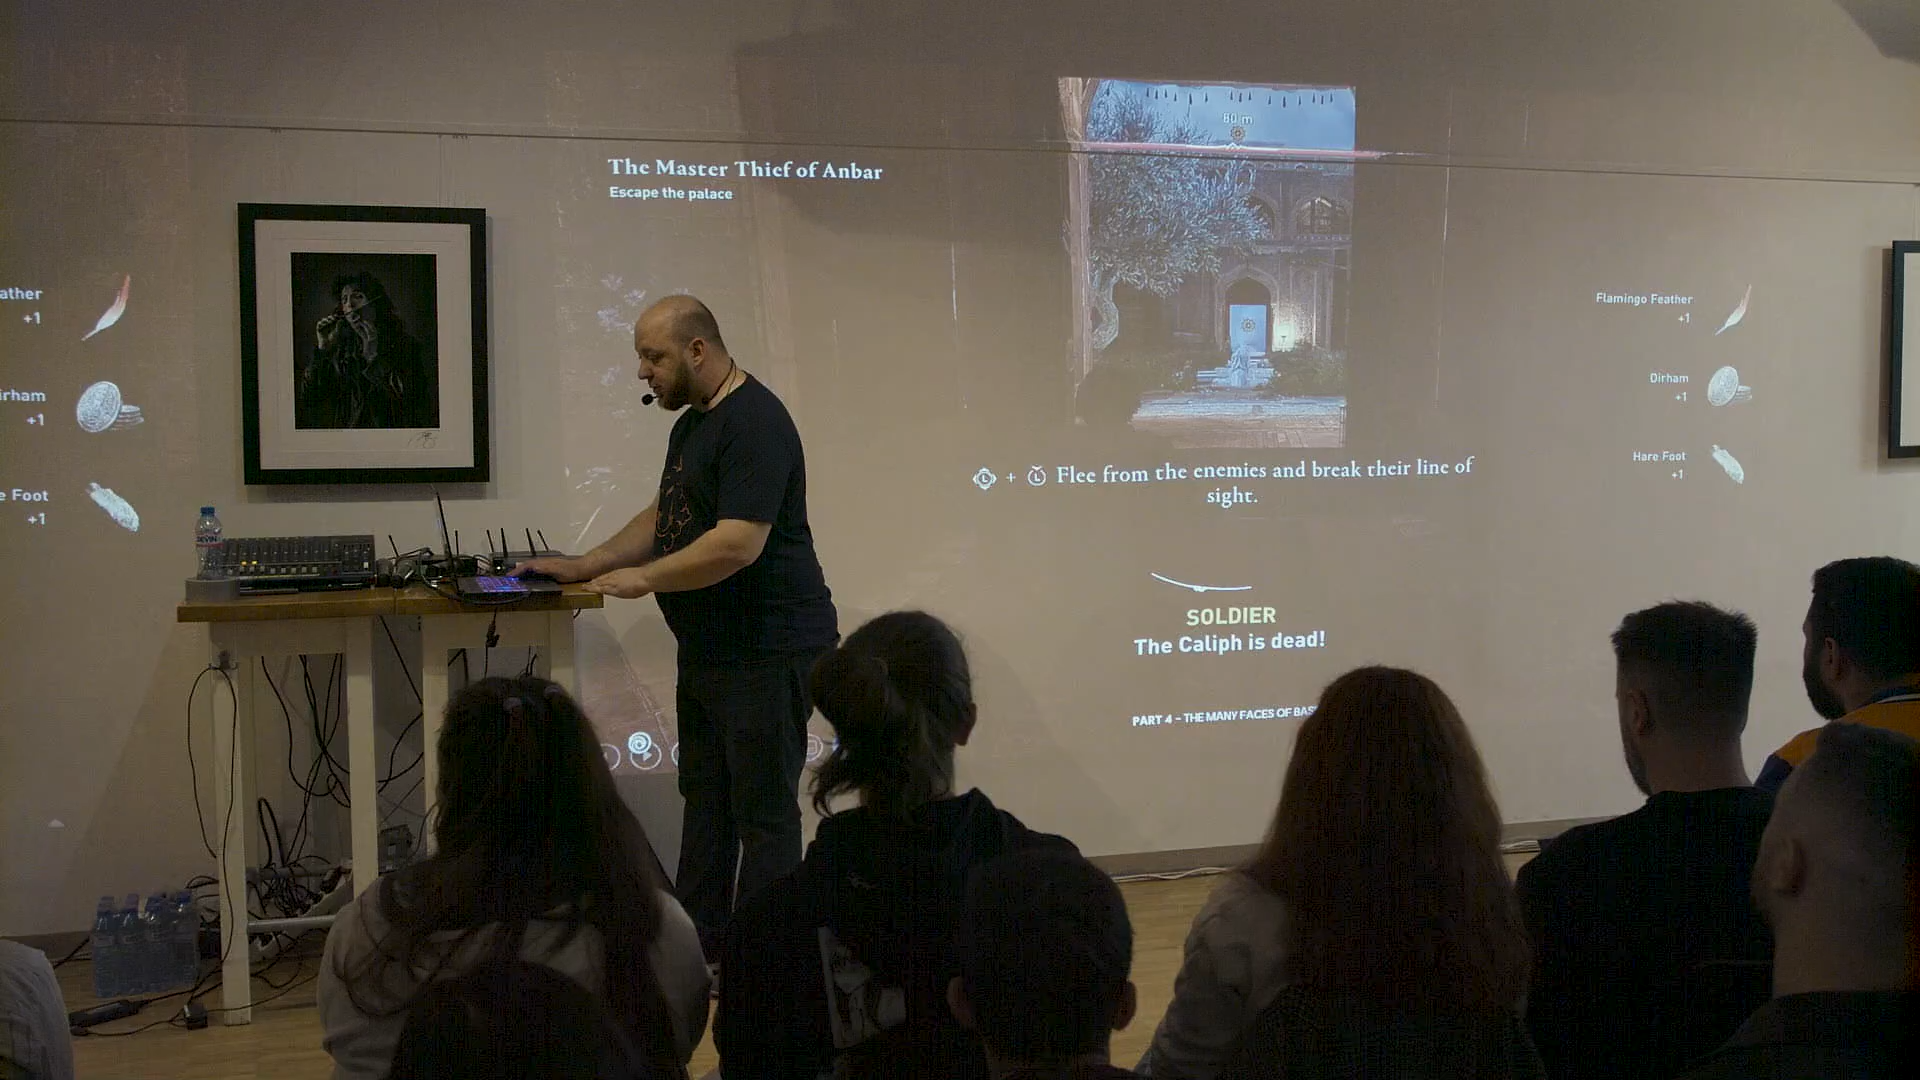 The Master Thief of Anbar
Escape the palace
80 m
ather
+1
irham
+1
e Foot
+1
Flamingo Feather
+1
Dirham
+1
Hare Foot
+1
+ L Flee from the enemies and break their line of
sight.
SOLDIER
The Caliph is dead!
PART 4 – THE MANY FACES OF BAS
DEVIN